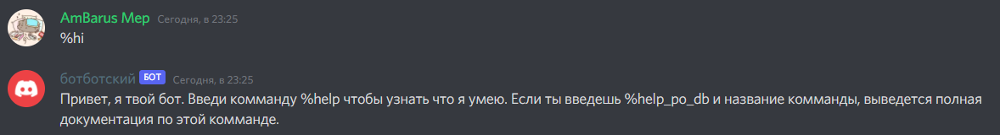 AmBarus Mep Сегодня, в 23:25
%hi
ботботский БОТ Сегодня, в 23:25
Привет, я твой бот. Введи комманду %help чтобы узнать что я умею. Если ты введешь %help_po_db и название комманды, выведется полная
документация по этой комманде.